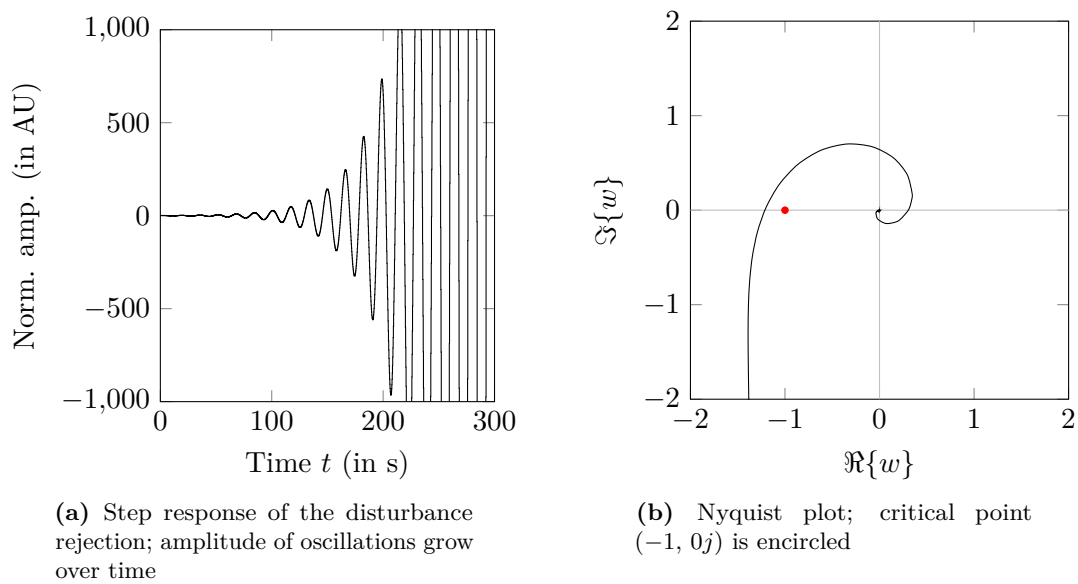 1,000
500
0
−500
−1,000
0
100
200
300
Norm. amp. (in AU)
Time t (in s)
(a) Step response of the disturbance
rejection; amplitude of oscillations grow
over time
2
1
0
−1
−2
−2
−1
0
1
2
ℑ{w}
ℜ{w}
(b) Nyquist plot; critical point
(−1, 0j) is encircled